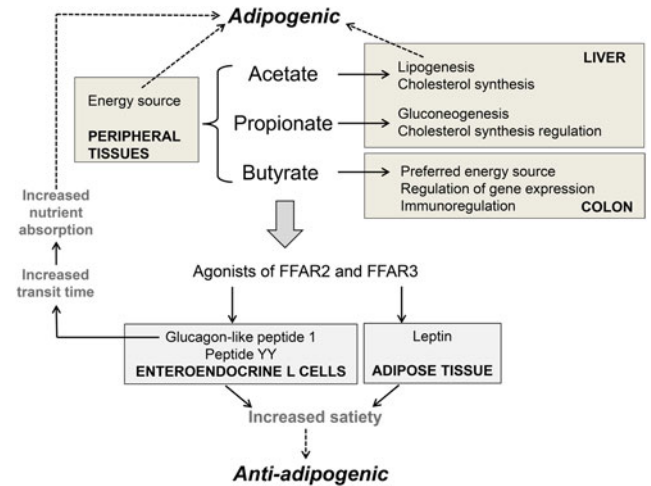 Adipogenic
LIVER
Acetate
Lipogenesis
Cholesterol synthesis
Energy source
PERIPHERAL
TISSUES
Propionate
Gluconeogenesis
Cholesterol synthesis regulation
Butyrate
Preferred energy source
Regulation of gene expression
Immunoregulation
COLON
Increased
nutrient
absorption
Increased
transit time
Agonists of FFAR2 and FFAR3
Glucagon-like peptide 1
Peptide YY
ENTEROENDOCRINE L CELLS
Leptin
ADIPOSE TISSUE
Increased satiety
Anti-adipogenic